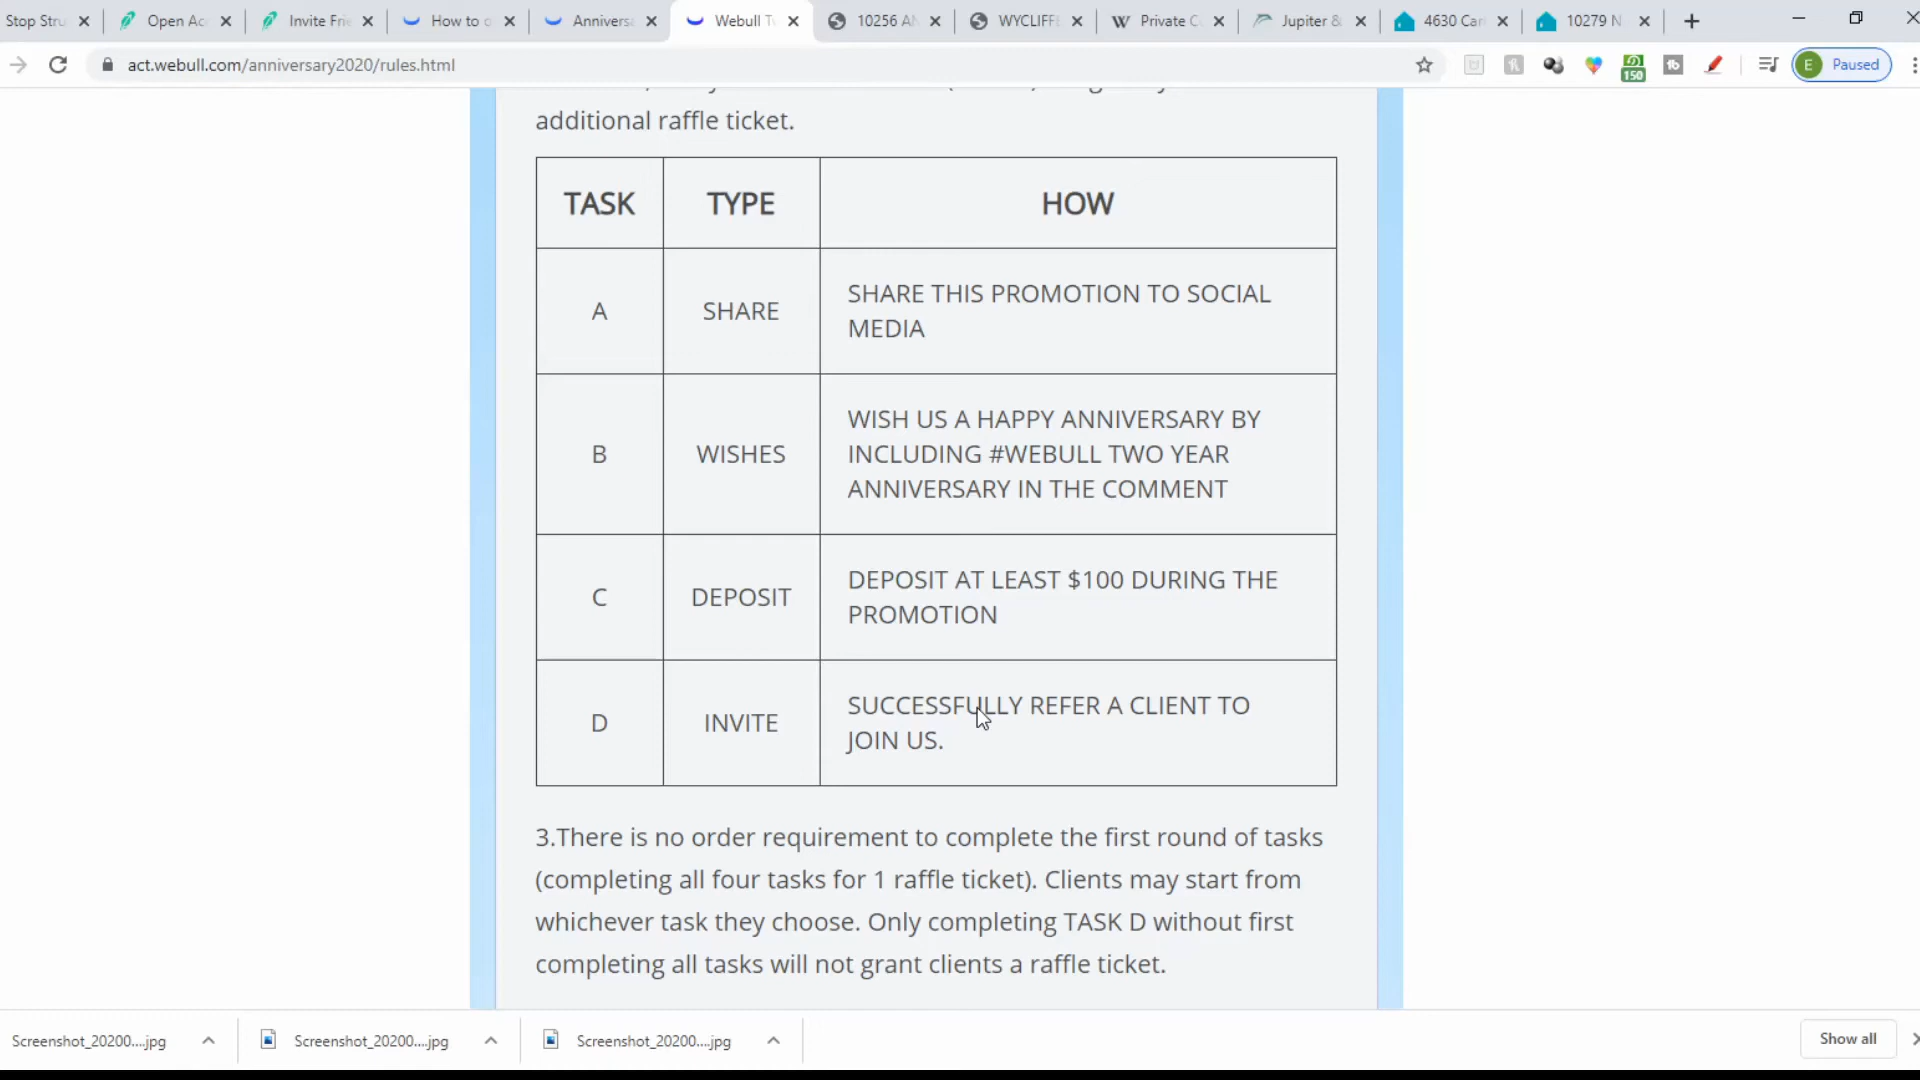 Stop Stru
Open Ac
Invite Frie
How to o
Annivers
Webull T
10256 A
WYCLIFF
Private C
Jupiter &
4630 Car
10279 N
act.webull.com/anniversary2020/rules.html
150
E
Paused
additional raffle ticket.
TASK TYPE HOW
A SHARE SHARE THIS PROMOTION TO SOCIAL
MEDIA
B WISHES WISH US A HAPPY ANNIVERSARY BY
INCLUDING #WEBULL TWO YEAR
ANNIVERSARY IN THE COMMENT
C DEPOSIT DEPOSIT AT LEAST $100 DURING THE
PROMOTION
D INVITE SUCCESSFULLY REFER A CLIENT TO
JOIN US.
3.There is no order requirement to complete the first round of tasks
(completing all four tasks for 1 raffle ticket). Clients may start from
whichever task they choose. Only completing TASK D without first
completing all tasks will not grant clients a raffle ticket.
Screenshot_20200....jpg
Screenshot_20200....jpg
Screenshot_20200....jpg
Show all